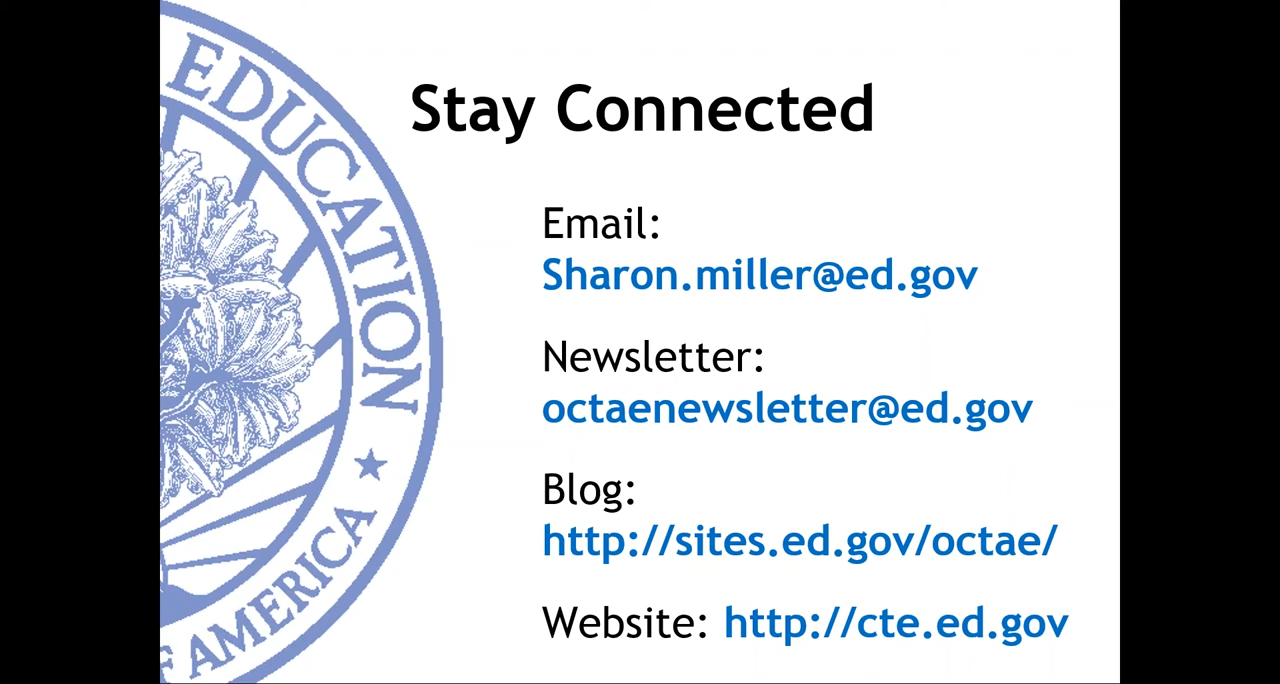 EDUCATION
Stay Connected
Email:
Sharon.miller@ed.gov
Newsletter:
octaenewsletter@ed.gov
Blog:
http://sites.ed.gov/octae/
Website: http://cte.ed.gov
F AMERICA